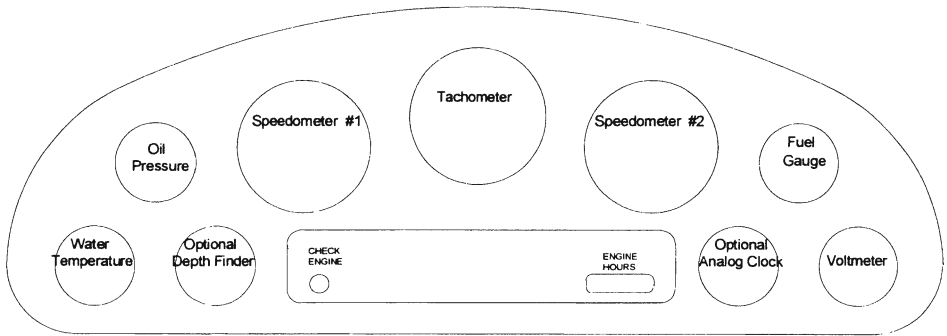 Tachometer
Speedometer #1
Speedometer #2
Oil
Pressure
Fuel
Gauge
Water
Temperature
Optional
Depth Finder
CHECK
ENGINE
ENGINE
HOURS
Optional
Analog Clock
Voltmeter